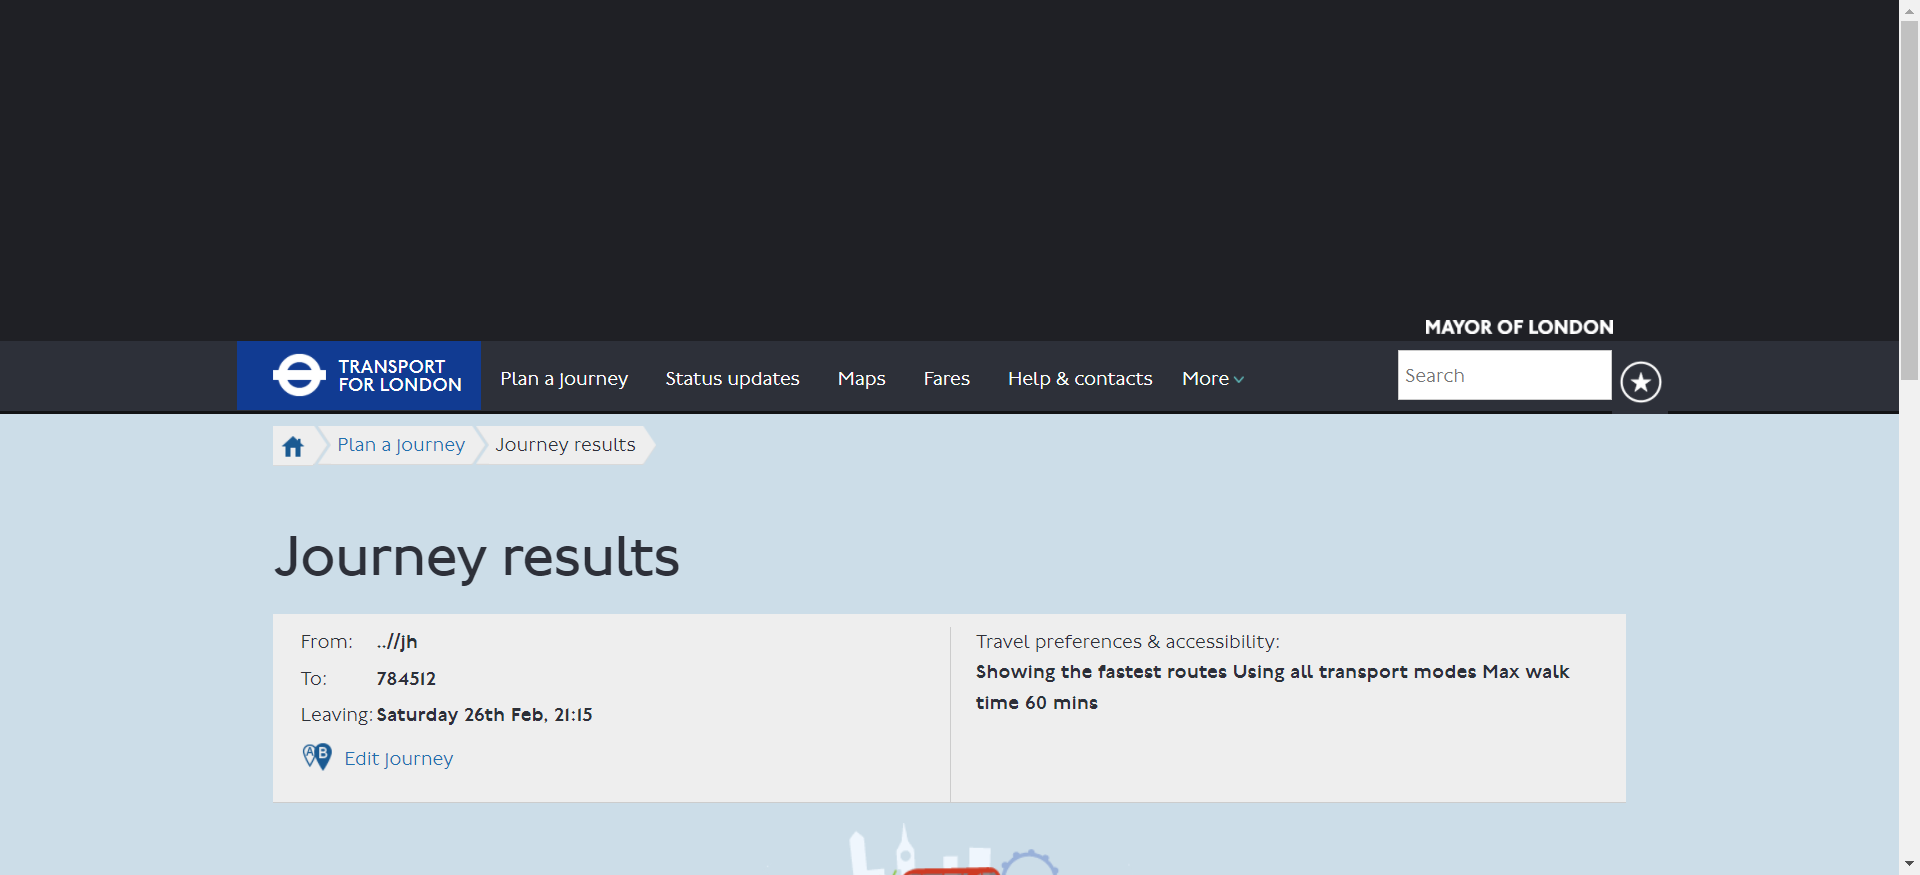 MAYOR OF LONDON
TRANSPORT
FOR LONDON
Plan a journey
Status updates
Maps
Fares
Help & contacts
More
Search
Plan a journey
Journey results
Journey results
From: ..//jh
To: 784512
Leaving: Saturday 26th Feb, 21:15
A B Edit journey
Travel preferences & accessibility:
Showing the fastest routes Using all transport modes Max walk
time 60 mins